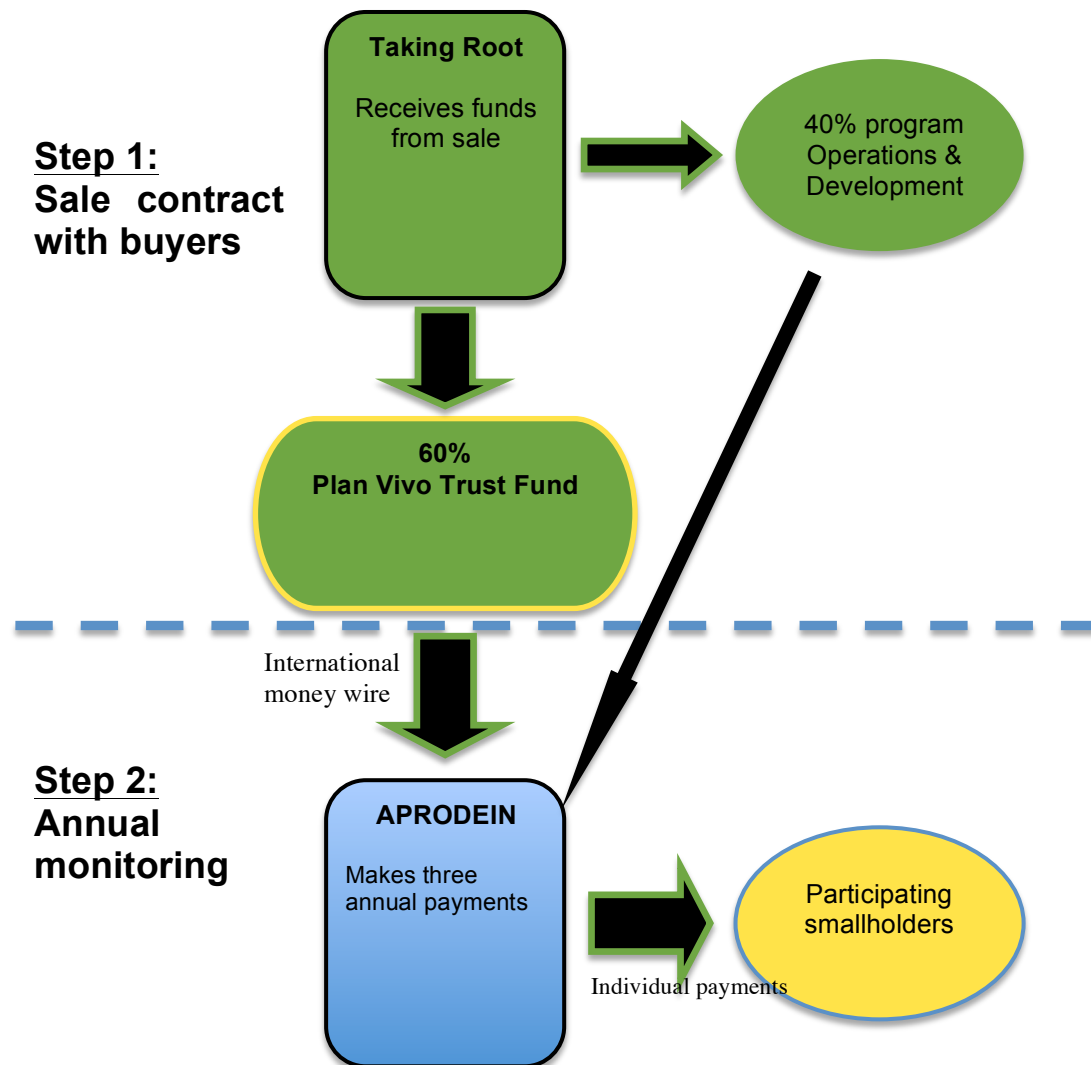 Taking Root
Receives funds
from sale
40% program
Operations &
Development
Step 1:
Sale contract
with buyers
60%
Plan Vivo Trust Fund
International
money wire
Step 2:
Annual
monitoring
APRODEIN
Makes three
annual payments
Participating
smallholders
Individual payments